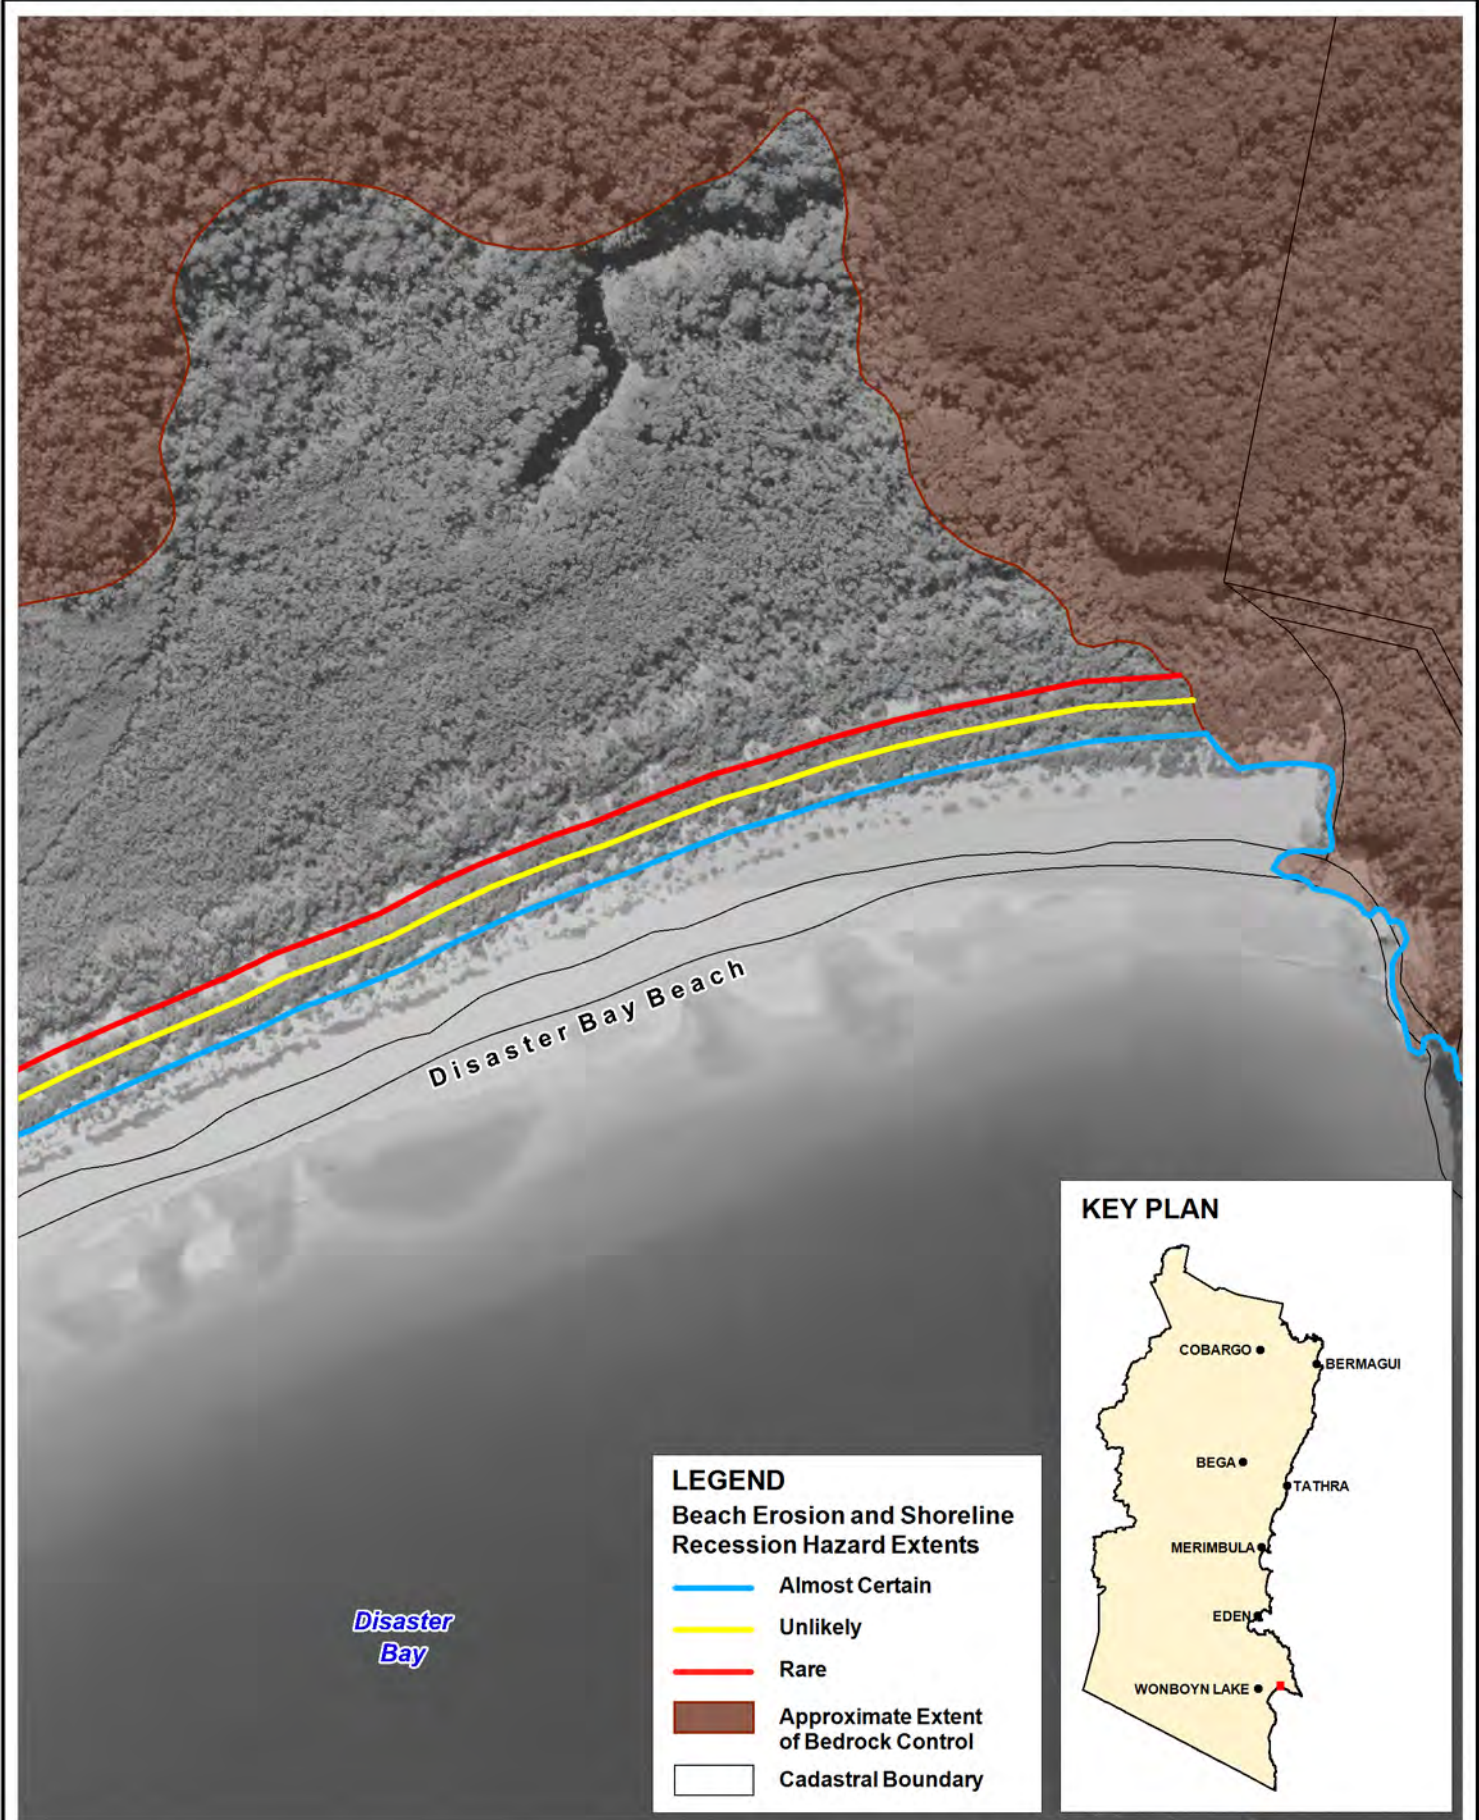 Disaster Bay Beach
Disaster
Bay
LEGEND
Beach Erosion and Shoreline
Recession Hazard Extents
Almost Certain
Unlikely
Rare
Approximate Extent
of Bedrock Control
Cadastral Boundary
KEY PLAN
COBARGO
BERMAGUI
BEGA
TATHRA
MERIMBULA
EDEN
WONBOYN LAKE